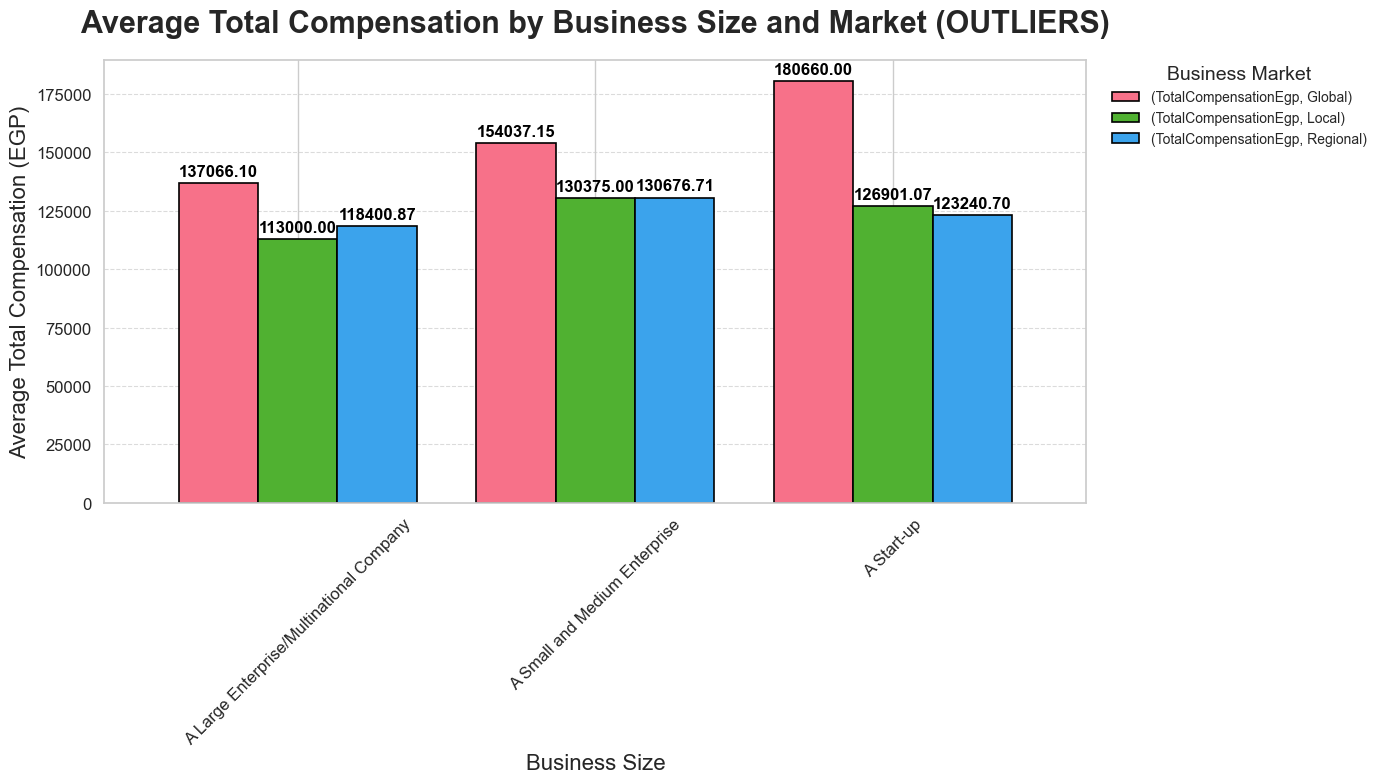 Average Total Compensation by Business Size and Market (OUTLIERS)
Average Total Compensation (EGP)
175000
150000
125000
100000
75000
50000
25000
0
137066.10
113000.00
118400.87
154037.15
130375.00
130676.71
180660.00
126901.07
123240.70
A Large Enterprise/Multinational Company
A Small and Medium Enterprise
A Start-up
Business Size
Business Market
(TotalCompensationEgp, Global)
(TotalCompensationEgp, Local)
(TotalCompensationEgp, Regional)